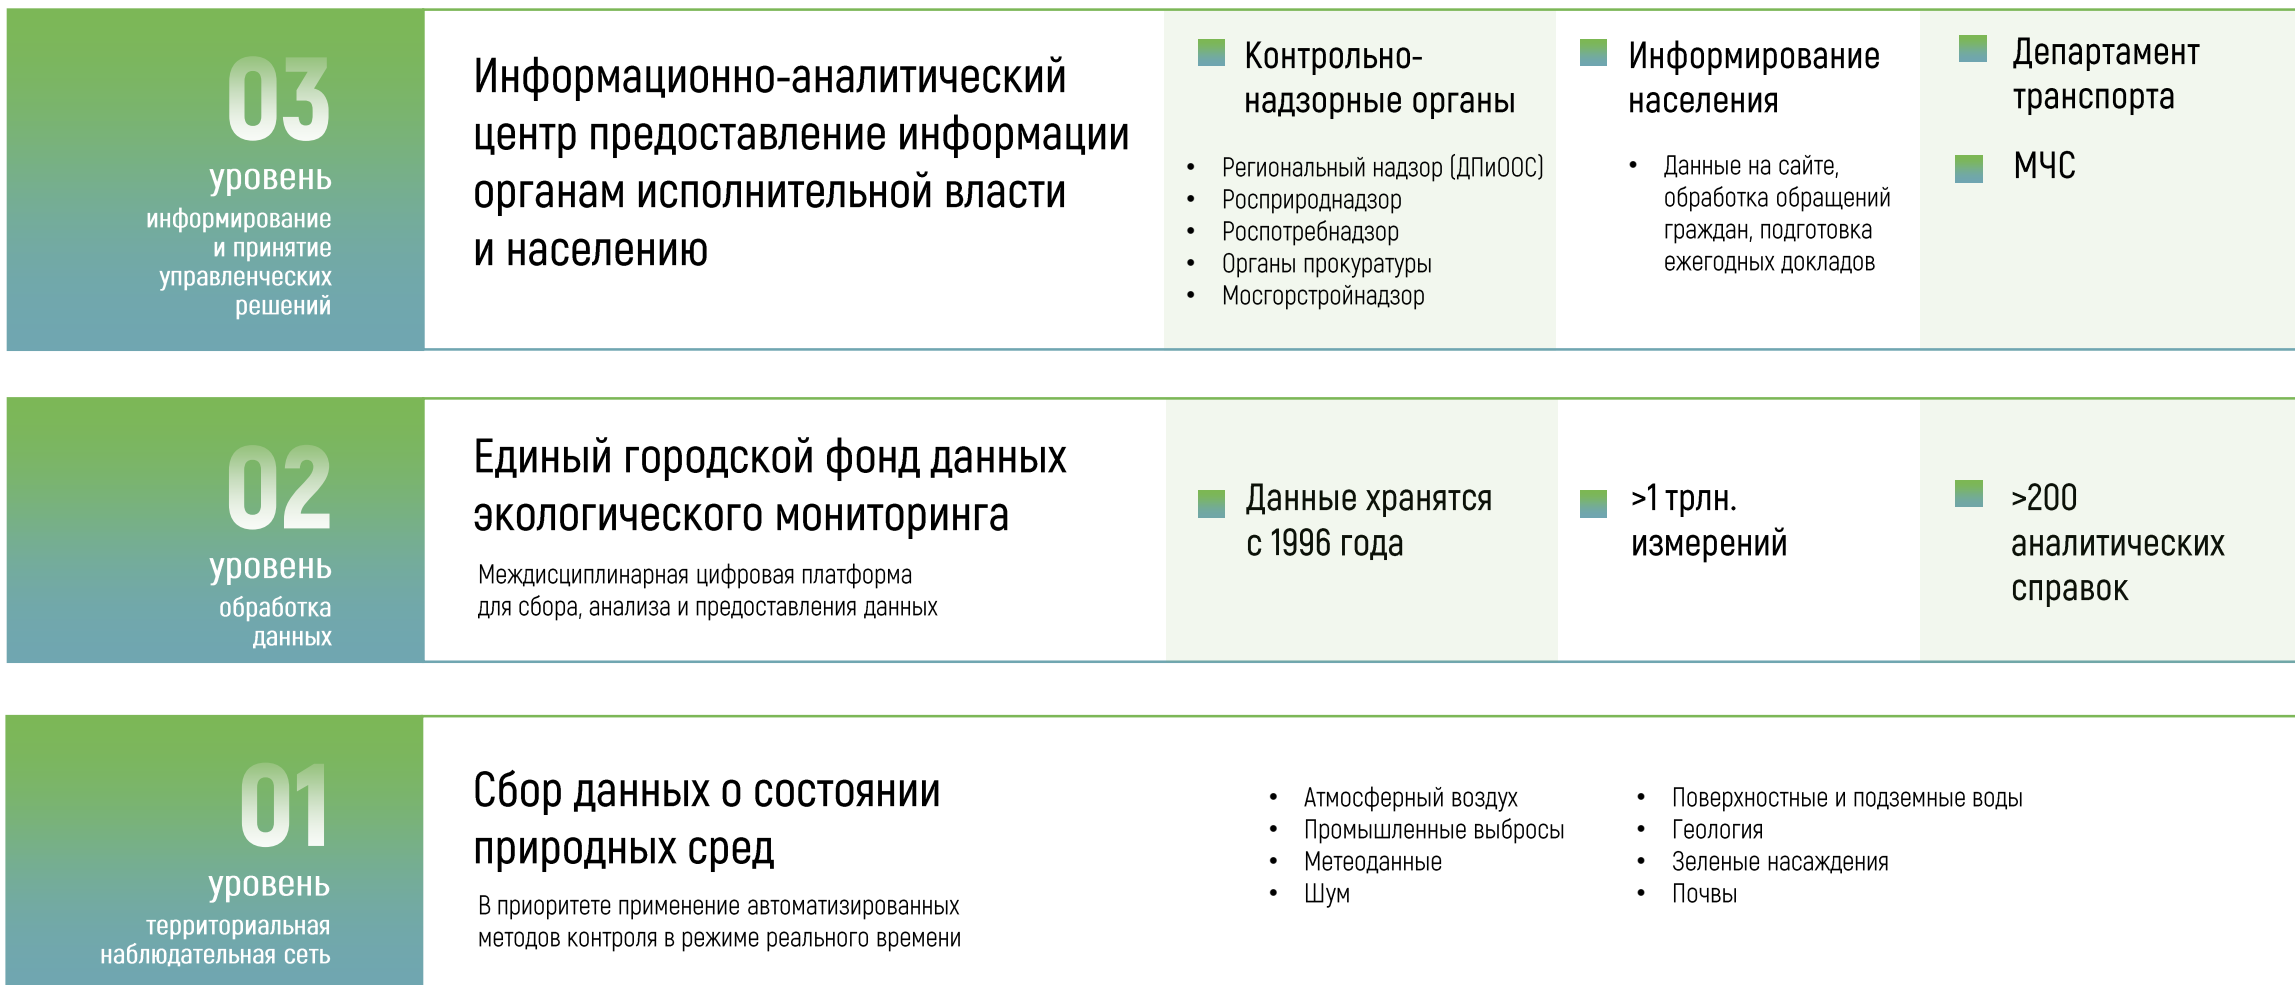 03
уровень
информирование
и принятие
управленческих
решений
Информационно-аналитический
центр предоставление информации
органам исполнительной власти
и населению
Контрольно-
надзорные органы
• Региональный надзор (ДПиООС)
• Росприроднадзор
• Роспотребнадзор
• Органы прокуратуры
• Мосгорстройнадзор
Информирование
населения
• Данные на сайте,
обработка обращений
граждан, подготовка
ежегодных докладов
Департамент
транспорта
МЧС
02
уровень
обработка
данных
Единый городской фонд данных
экологического мониторинга
Междисциплинарная цифровая платформа
для сбора, анализа и предоставления данных
Данные хранятся
с 1996 года
>1 трлн.
измерений
>200
аналитических
справок
01
уровень
территориальная
наблюдательная сеть
Сбор данных о состоянии
природных сред
В приоритете применение автоматизированных
методов контроля в режиме реального времени
• Атмосферный воздух
• Промышленные выбросы
• Метеоданные
• Шум
• Поверхностные и подземные воды
• Геология
• Зеленые насаждения
• Почвы